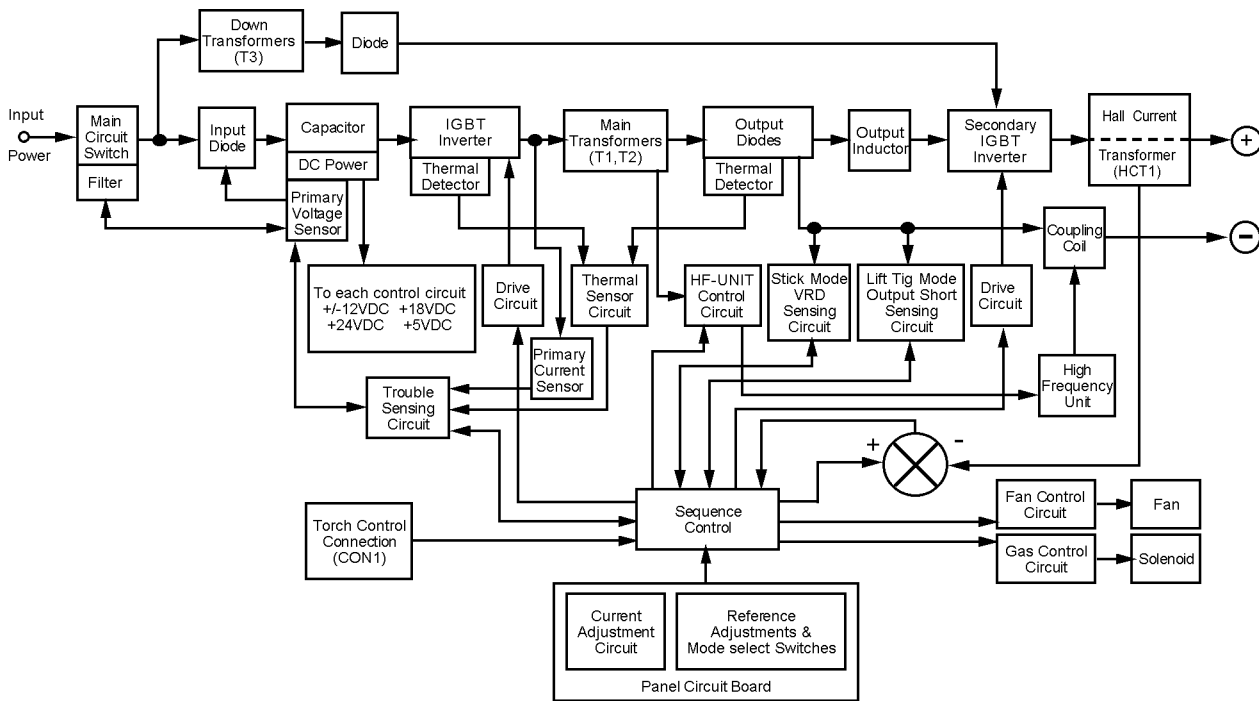 Down
Transformers
(T3)
Diode
Input
Power
Main
Circuit
Switch
Filter
Input
Diode
Capacitor
DC Power
Primary
Voltage
Sensor
IGBT
Inverter
Thermal
Detector
Main
Transformers
(T1,T2)
Output
Diodes
Thermal
Detector
Output
Inductor
Secondary
IGBT
Inverter
Hall Current
Transformer
(HCT1)
+
−
Coupling
Coil
To each control circuit
+/-12VDC +18VDC
+24VDC +5VDC
Drive
Circuit
Thermal
Sensor
Circuit
HF-UNIT
Control
Circuit
Stick Mode
VRD
Sensing
Circuit
Lift Tig Mode
Output Short
Sensing
Circuit
Drive
Circuit
Primary
Current
Sensor
High
Frequency
Unit
Trouble
Sensing
Circuit
+
-
Torch Control
Connection
(CON1)
Sequence
Control
Fan Control
Circuit
Fan
Gas Control
Circuit
Solenoid
Current
Adjustment
Circuit
Reference
Adjustments &
Mode select Switches
Panel Circuit Board